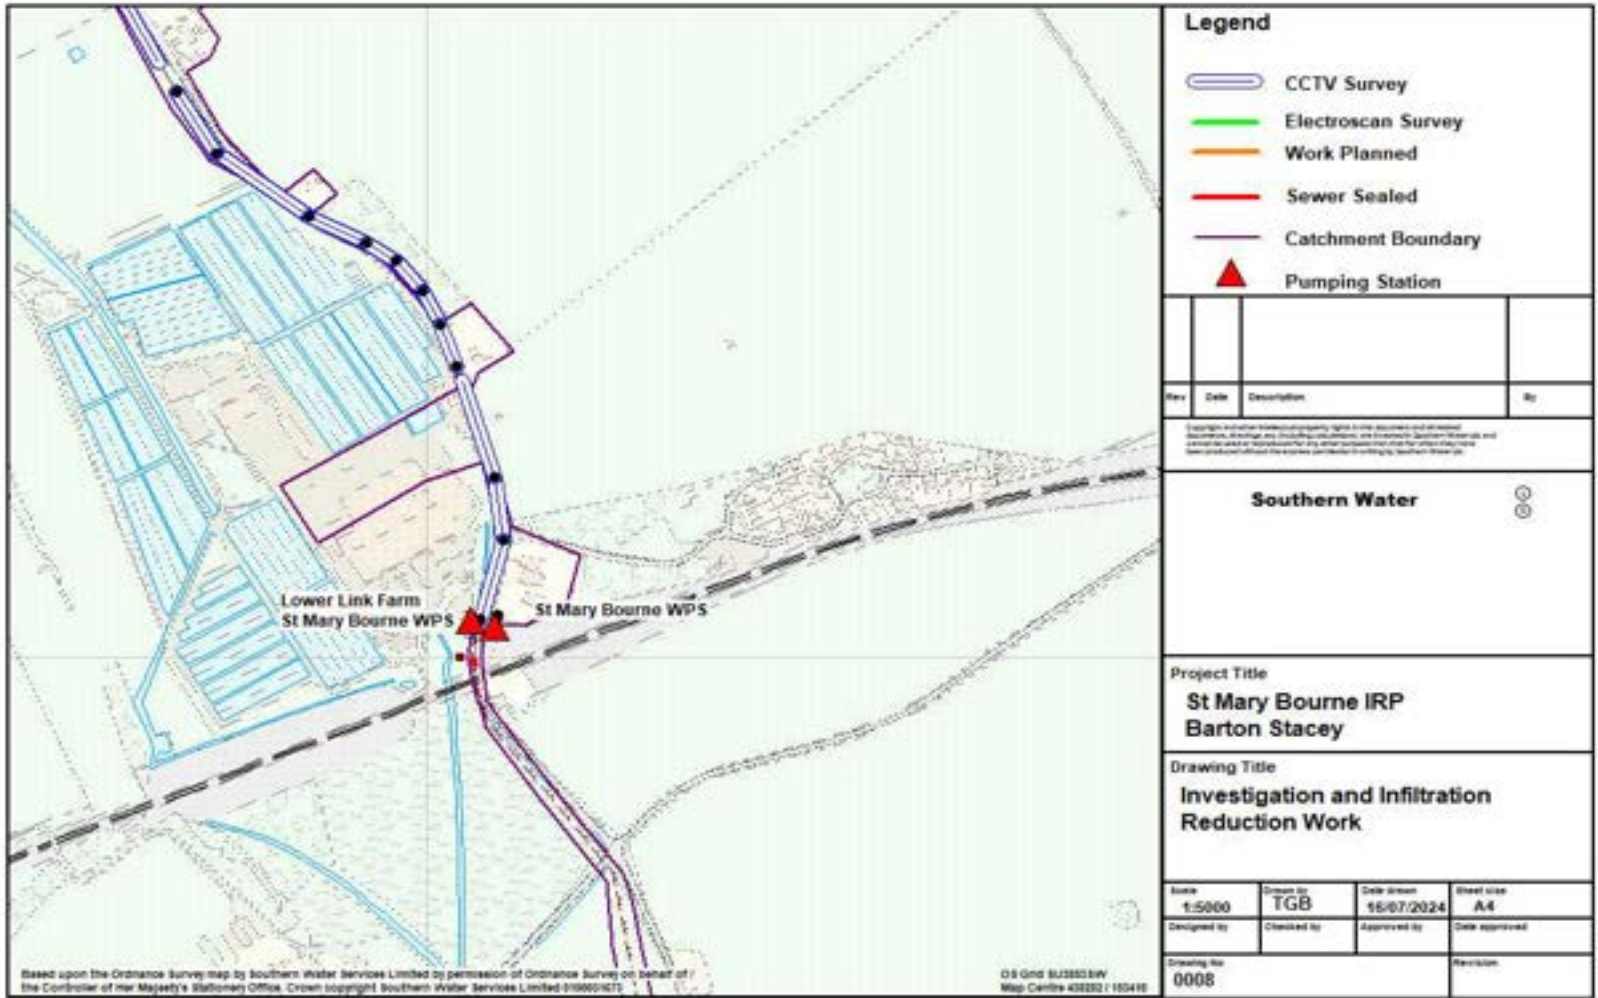 Legend
CCTV Survey
Electroscan Survey
Work Planned
Sewer Sealed
Catchment Boundary
Pumping Station
Rev Date Description By
Southern Water
Lower Link Farm
St Mary Bourne WPS
St Mary Bourne WPS
Project Title
St Mary Bourne IRP
Barton Stacey
Drawing Title
Investigation and Infiltration
Reduction Work
Scale Drawn by Date drawn Sheet size
1:5000 TGB 16/07/2024 A4
Designed by Checked by Approved by Date approved
Drawing No Revision
0008
Based upon the Ordnance Survey map by Southern Water Services Limited by permission of Ordnance Survey on behalf of
the Controller of Her Majesty's Stationery Office. Crown copyright Southern Water Services Limited
OS Grid
Map Centre